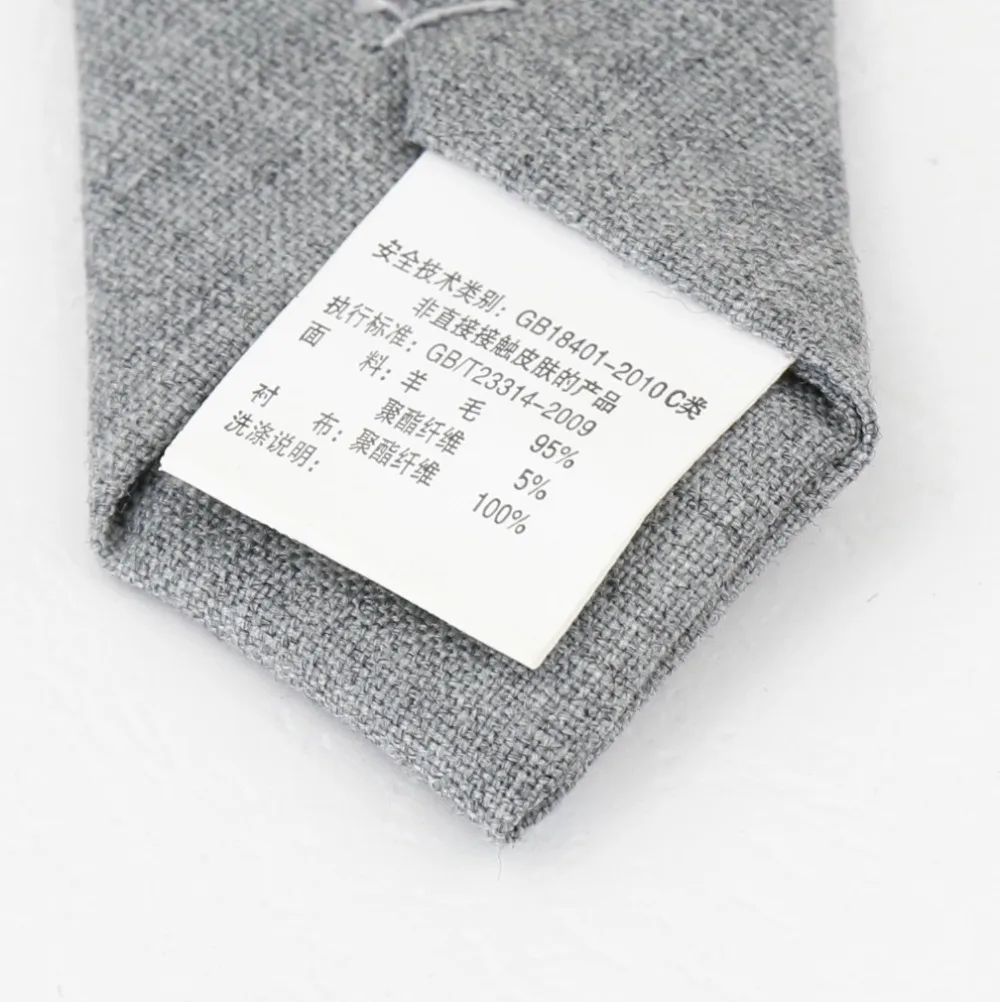 安全技术类别：GB18401-2010 C类
非直接接触皮肤的产品
执行标准：GB/T23314-2009
面料：羊毛 95%
聚酯纤维 5%
衬布：聚酯纤维 100%
洗涤说明：